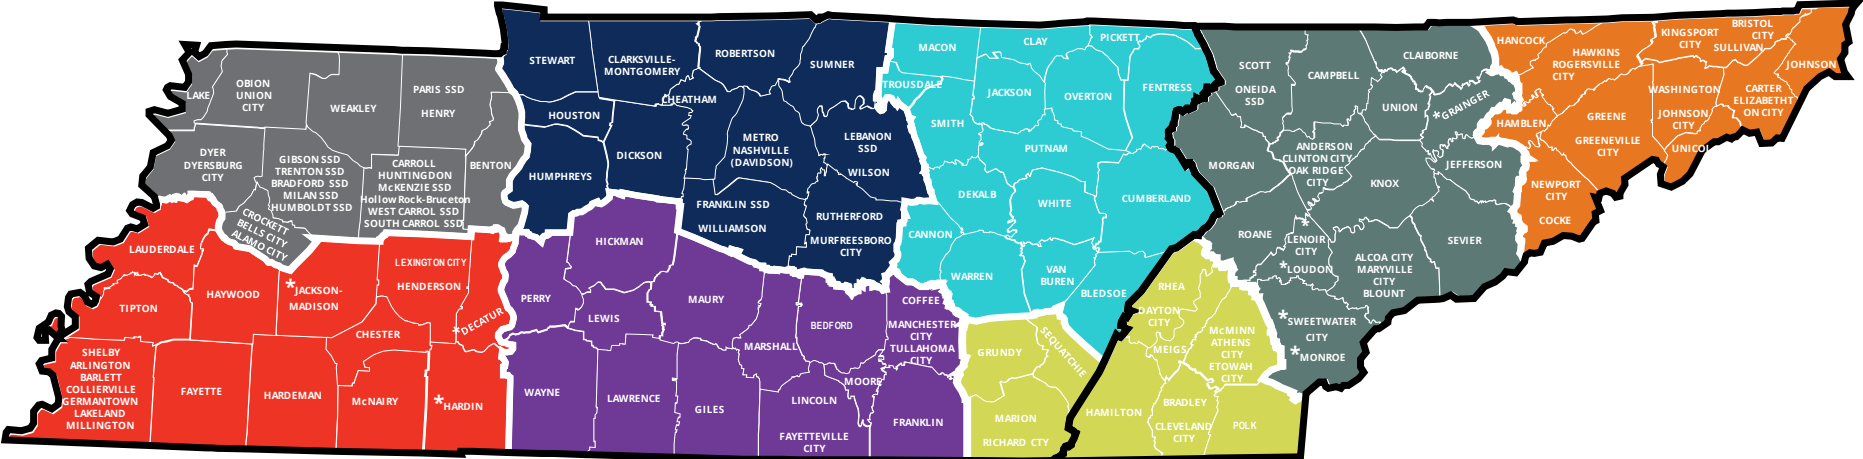 LAKE
OBION
UNION
CITY
WEAKLEY
PARIS SSD
HENRY
DYER
DYERSBURG
CITY
GIBSON SSD
TRENTON SSD
BRADFORD SSD
MILAN SSD
HUMBOLDT SSD
CARROLL
HUNTINGDON
McKENZIE SSD
Hollow Rock-Bruceton
WEST CARROL SSD
SOUTH CARROL SSD
BENTON
CROCKETT
BELLS CITY
ALAMO CITY
LAUDERDALE
TIPTON
HAYWOOD
*JACKSON-
MADISON
LEXINGTON CITY
HENDERSON
*DECATUR
CHESTER
SHELBY
ARLINGTON
BARLETT
COLLIERVILLE
GERMANTOWN
LAKELAND
MILLINGTON
FAYETTE
HARDEMAN
McNAIRY
*HARDIN
STEWART
CLARKSVILLE-
MONTGOMERY
ROBERTSON
SUMNER
HOUSTON
CHEATHAM
HUMPHREYS
DICKSON
METRO
NASHVILLE
(DAVIDSON)
LEBANON
SSD
WILSON
FRANKLIN SSD
WILLIAMSON
RUTHERFORD
MURFREESBORO
CITY
HICKMAN
PERRY
LEWIS
MAURY
MARSHALL
BEDFORD
COFFEE
MANCHESTER
CITY
TULLAHOMA
CITY
MOORE
WAYNE
LAWRENCE
GILES
LINCOLN
FAYETTEVILLE
CITY
FRANKLIN
MACON
TROUSDALE
CLAY
PICKETT
JACKSON
OVERTON
FENTRESS
SMITH
PUTNAM
DEKALB
WHITE
CUMBERLAND
CANNON
WARREN
VAN
BUREN
BLEDSOE
GRUNDY
SEQUATCHIE
MARION
RICHARD CTY
RHEA
DAYTON
CITY
MEIGS
McMINN
ATHENS
CITY
ETOWAH
CITY
HAMILTON
BRADLEY
CLEVELAND
CITY
POLK
SCOTT
ONEIDA
SSD
CAMPBELL
CLAIBORNE
UNION
*GRAINGER
MORGAN
ANDERSON
CLINTON CITY
OAK RIDGE
CITY
KNOX
JEFFERSON
ROANE
*
LENOIR
CITY
*LOUDON
ALCOA CITY
MARYVILLE
CITY
BLOUNT
SEVIER
*SWEETWATER
CITY
*MONROE
HANCOCK
HAWKINS
ROGERSVILLE
CITY
KINGSPORT
CITY
BRISTOL
CITY
SULLIVAN
JOHNSON
HAMBLEN
GREENE
GREENEVILLE
CITY
WASHINGTON
JOHNSON
CITY
CARTER
ELIZABETHT
ON CITY
UNICOI
NEWPORT
CITY
COCKE